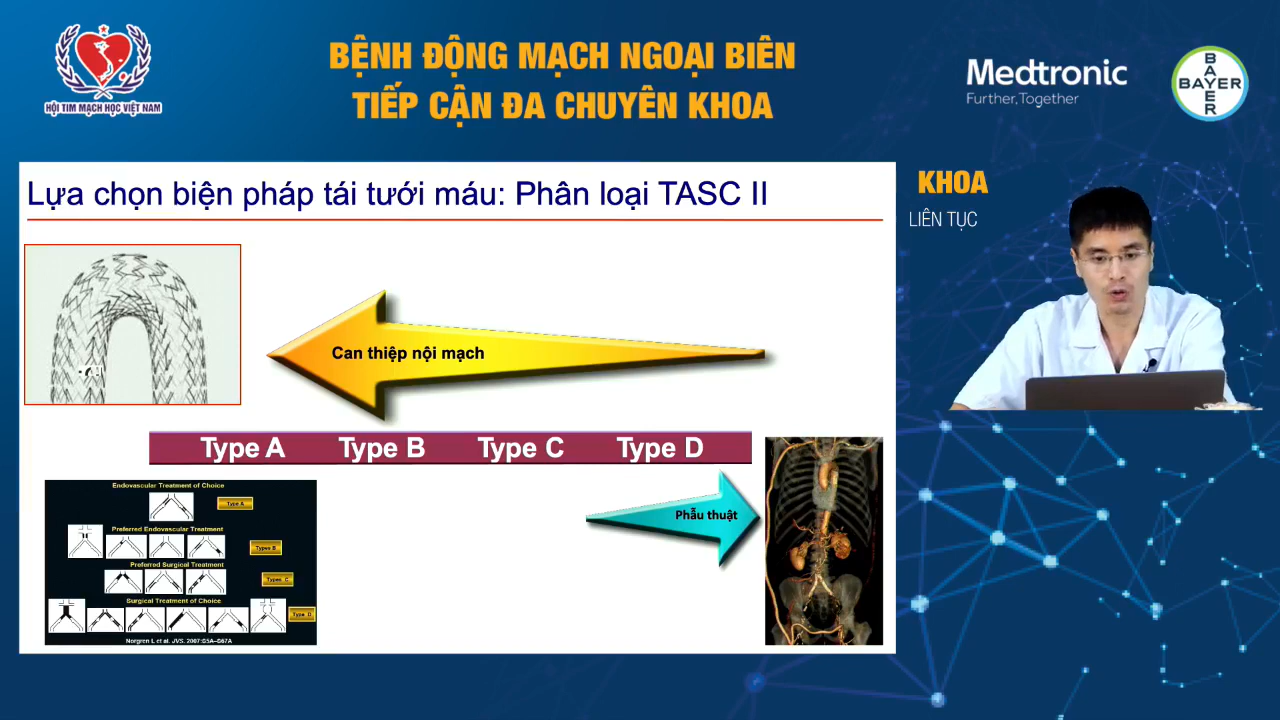 HỘI TIM MẠCH HỌC VIỆT NAM
BỆNH ĐỘNG MẠCH NGOẠI BIÊN
TIẾP CẬN ĐA CHUYÊN KHOA
Medtronic
Further, Together
BAYER
BAYER
KHOA
LIÊN TỤC
Lựa chọn biện pháp tái tưới máu: Phân loại TASC II
Can thiệp nội mạch
Type A Type B Type C Type D
Phẫu thuật
Endovascular Treatment of Choice
Type A
Preferred Endovascular Treatment
Types B
Preferred Surgical Treatment
Types C
Surgical Treatment of Choice
Type D
Norgren L et al. JVS. 2007:S5A–S67A